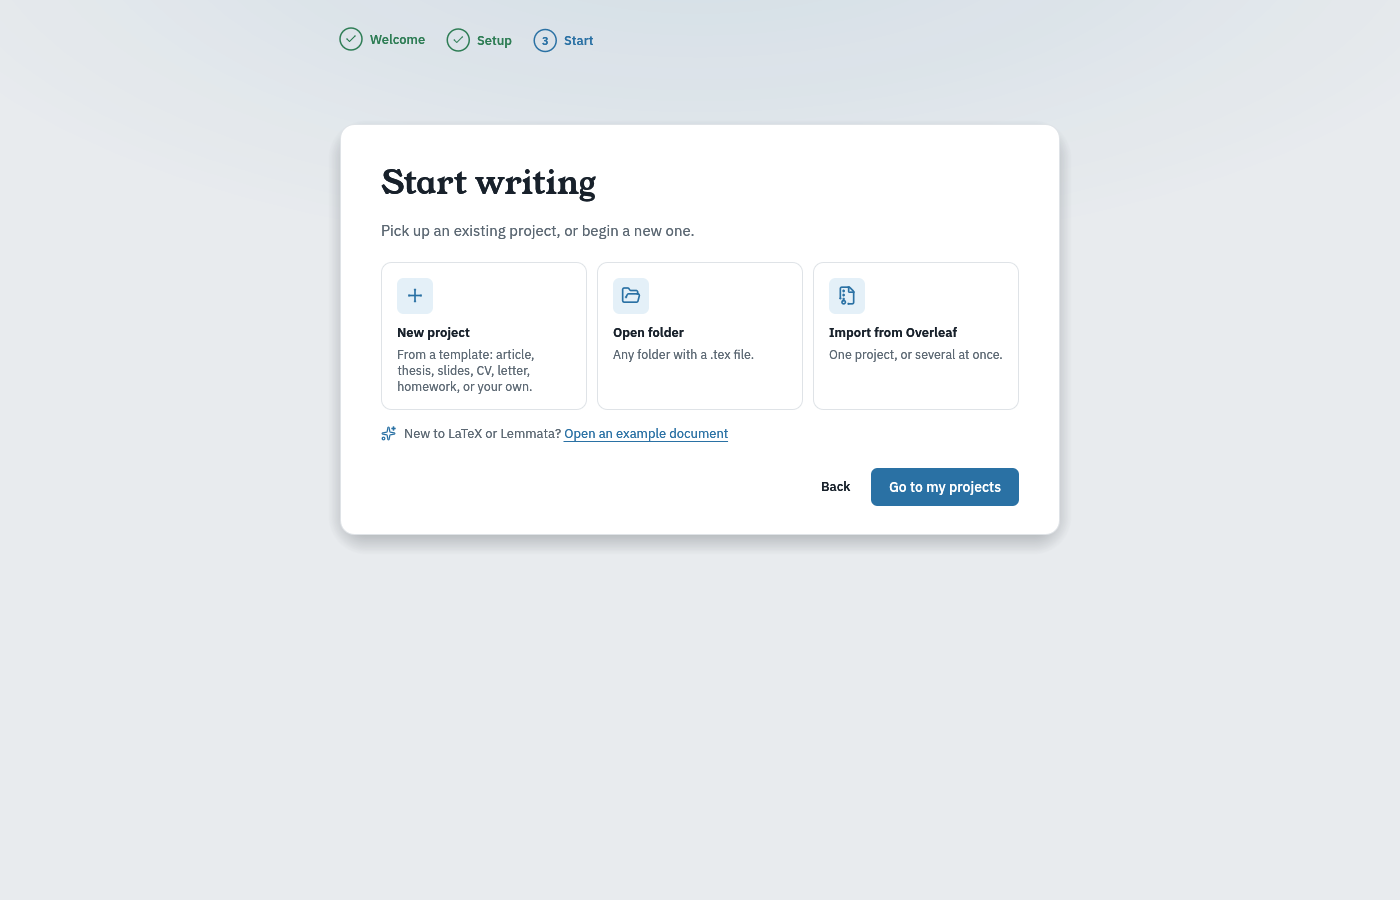 Welcome
Setup
3 Start
Start writing
Pick up an existing project, or begin a new one.
New project
From a template: article,
thesis, slides, CV, letter,
homework, or your own.
Open folder
Any folder with a .tex file.
Import from Overleaf
One project, or several at once.
New to LaTeX or Lemmata? Open an example document
Back
Go to my projects